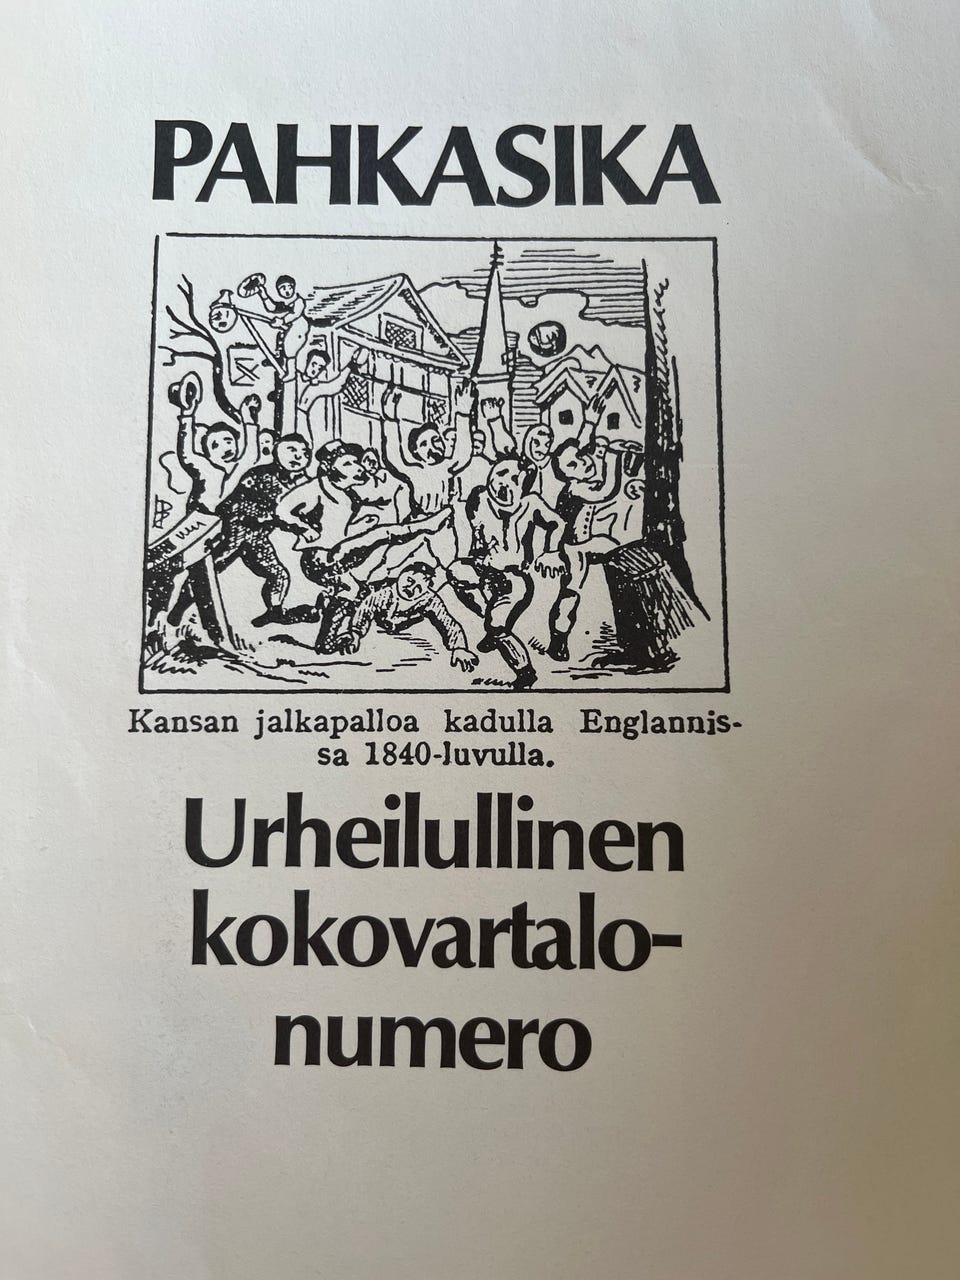 PAHKASIKA
Kansan jalkapalloa kadulla Englannis-
sa 1840-luvulla.
Urheilullinen
kokovartalo-
numero